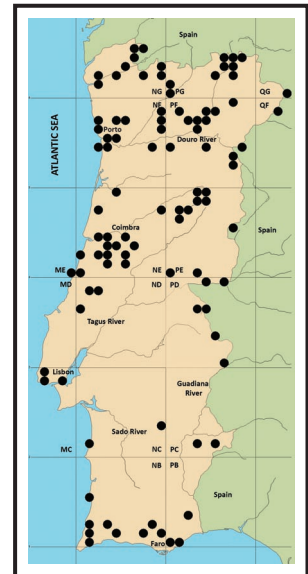 Spain
NG PG
QG
NF PF
QF
Porto
Douro River
ATLANTIC SEA
Coimbra
Spain
ME
NE PE
MD
ND PD
Tagus River
Lisbon
Guadiana
River
Sado River
MC
NC PC
NB PB
Spain
Faro